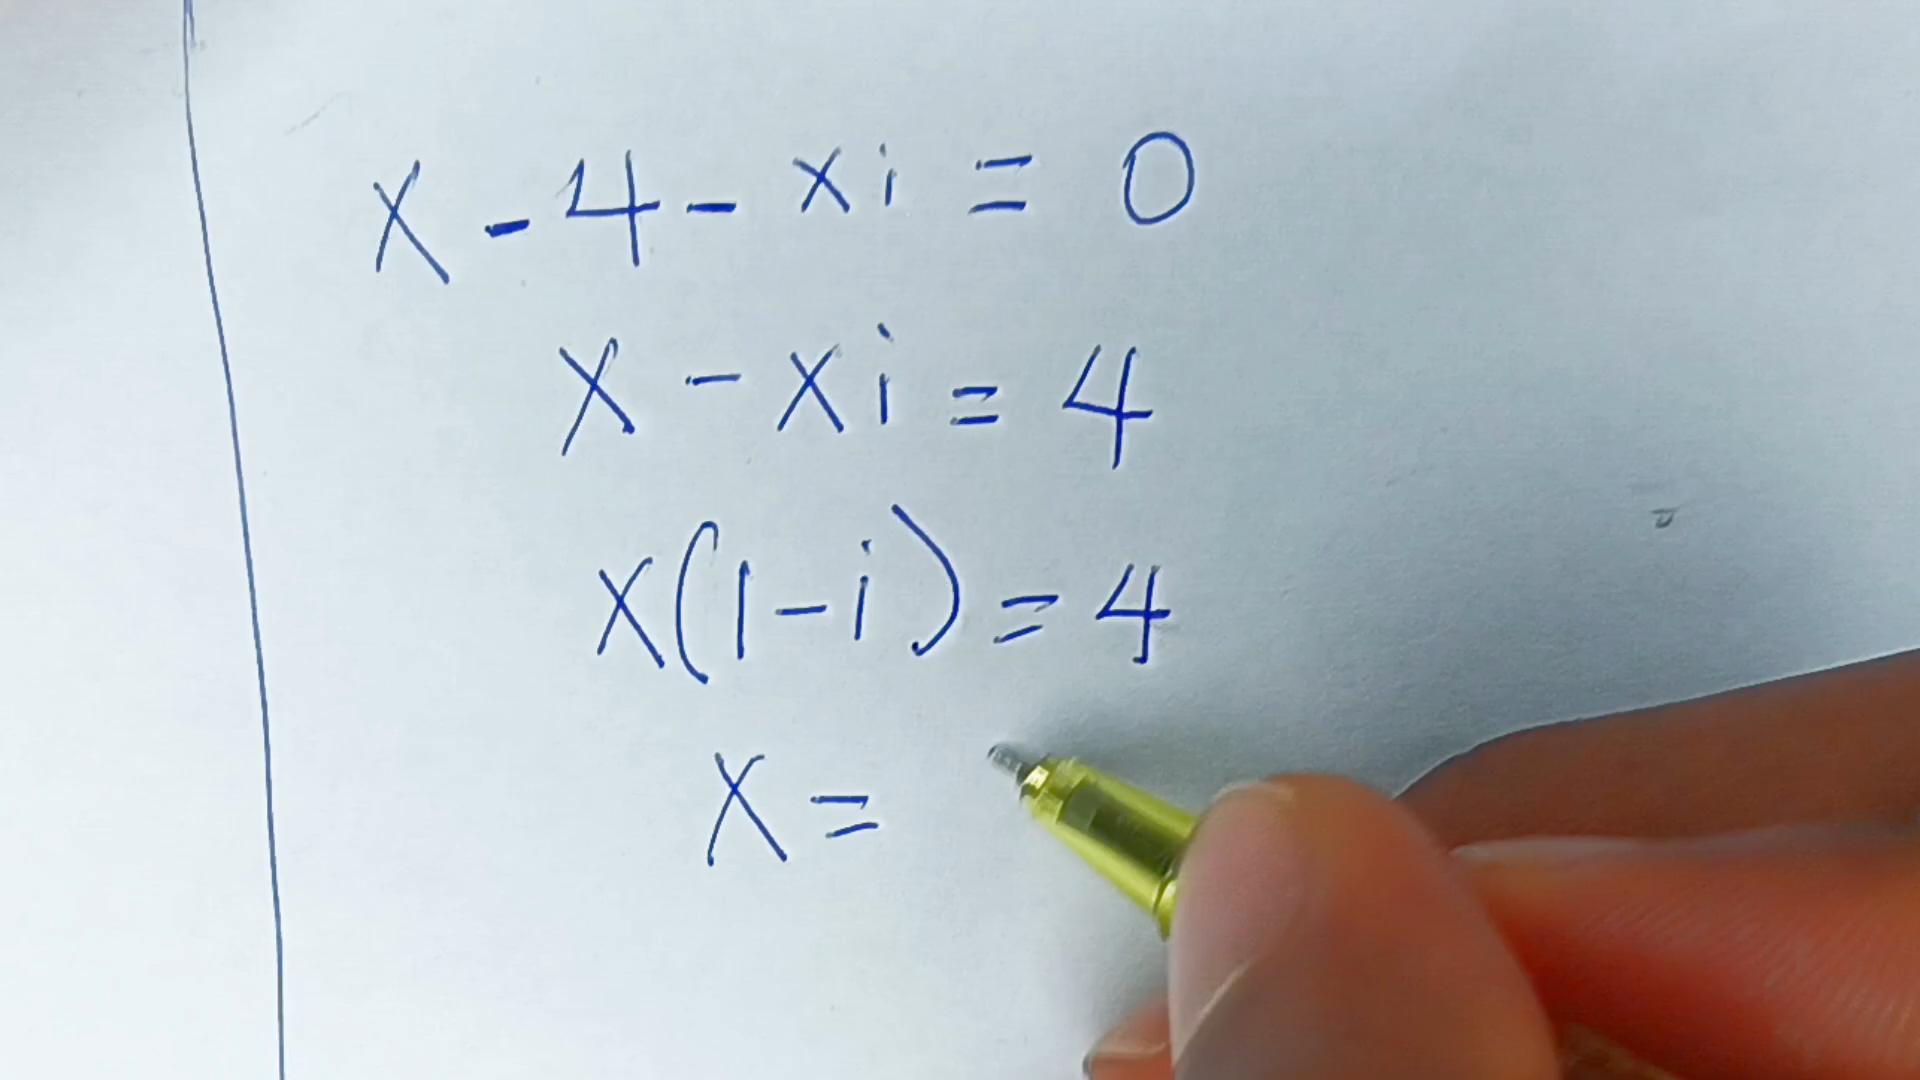 x - 4 - xi = 0
x - xi = 4
x(1-i) = 4
x =